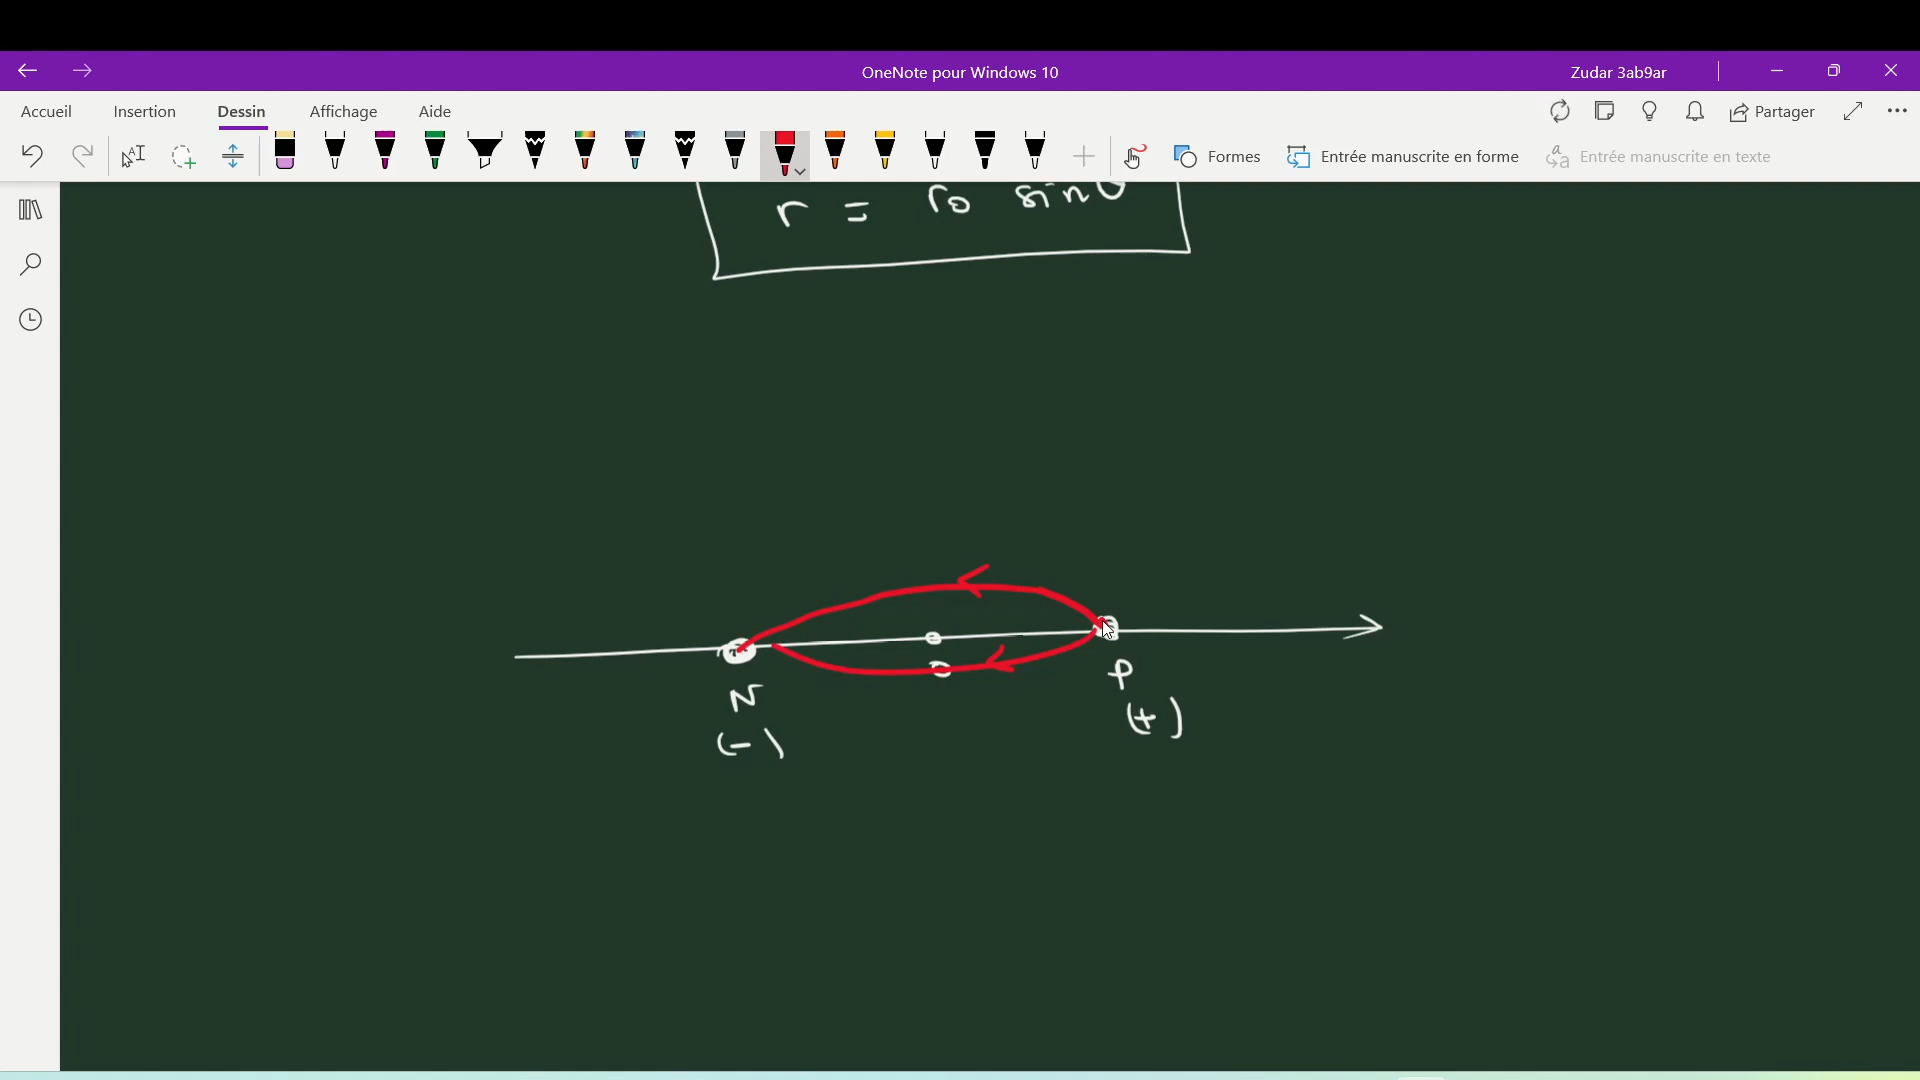 OneNote pour Windows 10
Zudar 3ab9ar
Accueil Insertion Dessin Affichage Aide
Partager
Formes Entrée manuscrite en forme Entrée manuscrite en texte
r = r0 sin
O
N P
(-) (+)